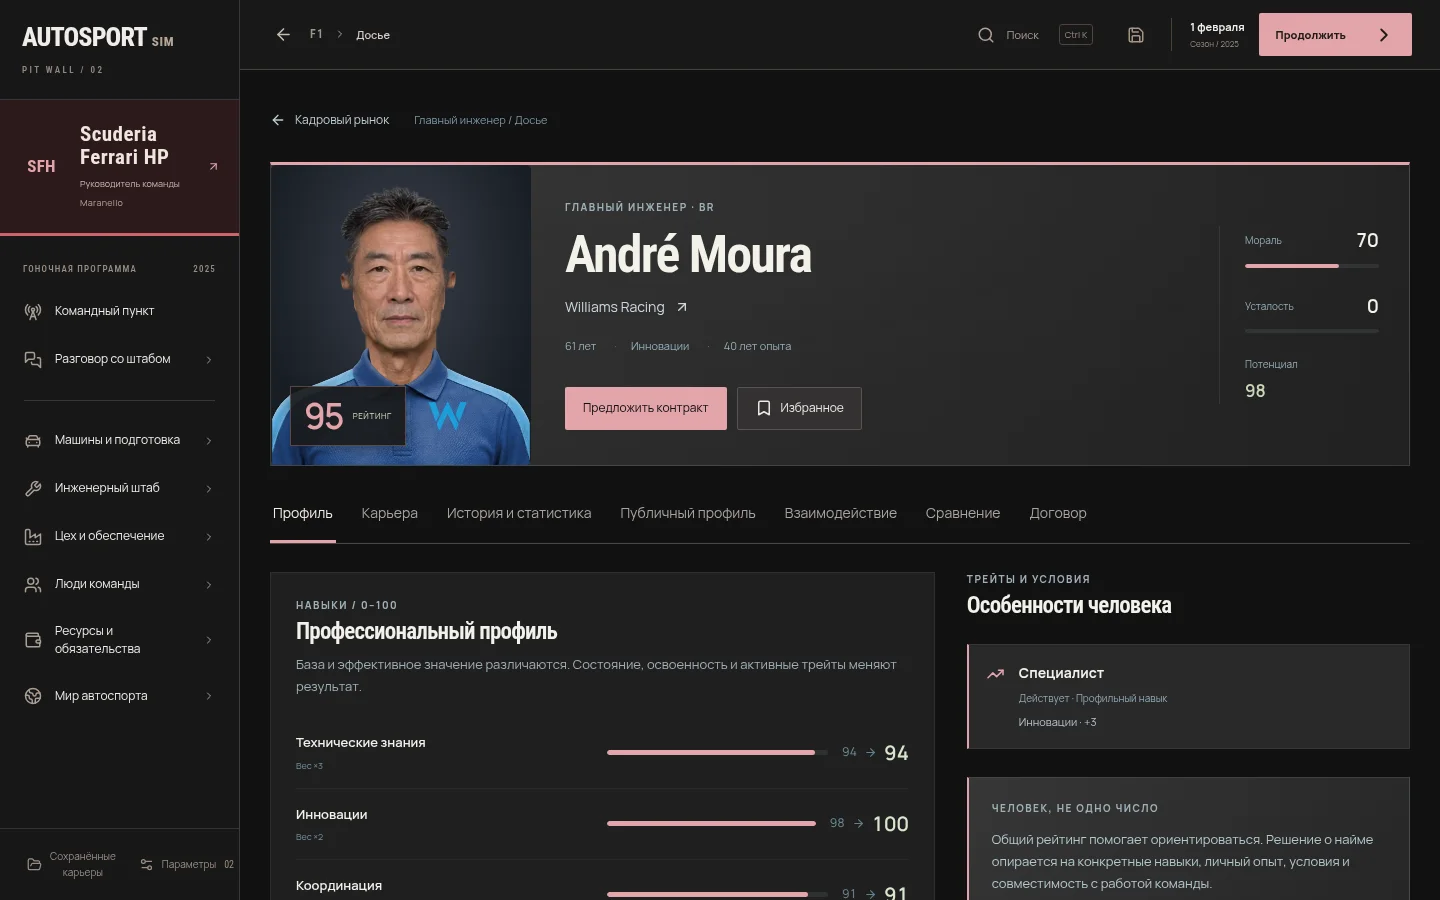 AUTOSPORT SIM
PIT WALL / 02
SFH
Scuderia
Ferrari HP
Руководитель команды
Maranello
ГОНОЧНАЯ ПРОГРАММА 2025
Командный пункт
Разговор со штабом
Машины и подготовка
Инженерный штаб
Цех и обеспечение
Люди команды
Ресурсы и
обязательства
Мир автоспорта
Сохранённые
карьеры
Параметры 02
F1 Досье
Поиск Ctrl K
1 февраля
Сезон / 2025
Продолжить
Кадровый рынок Главный инженер / Досье
95 РЕЙТИНГ
W
ГЛАВНЫЙ ИНЖЕНЕР · BR
André Moura
Williams Racing
61 лет · Инновации · 40 лет опыта
Предложить контракт Избранное
Мораль 70
Усталость 0
Потенциал
98
Профиль Карьера История и статистика Публичный профиль Взаимодействие Сравнение Договор
НАВЫКИ / 0–100
Профессиональный профиль
База и эффективное значение различаются. Состояние, освоенность и активные трейты меняют
результат.
Технические знания 94 → 94
Вес ×3
Инновации 98 → 100
Вес ×2
Координация 91 → 91
ТРЕЙТЫ И УСЛОВИЯ
Особенности человека
Специалист
Действует · Профильный навык
Инновации · +3
ЧЕЛОВЕК, НЕ ОДНО ЧИСЛО
Общий рейтинг помогает ориентироваться. Решение о найме
опирается на конкретные навыки, личный опыт, условия и
совместимость с работой команды.